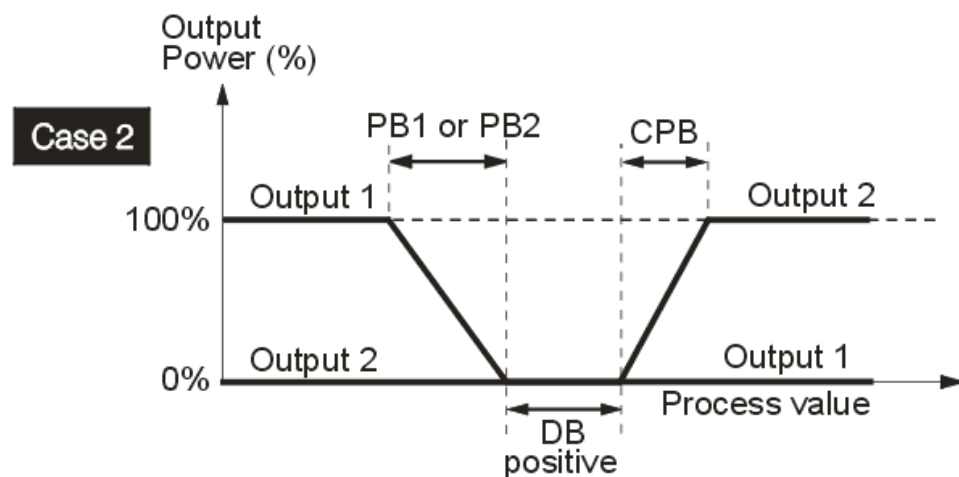 Output
Power (%)
Case 2
PB1 or PB2
CPB
Output 1
Output 2
100%
Output 2
Output 1
0%
Process value
DB
positive